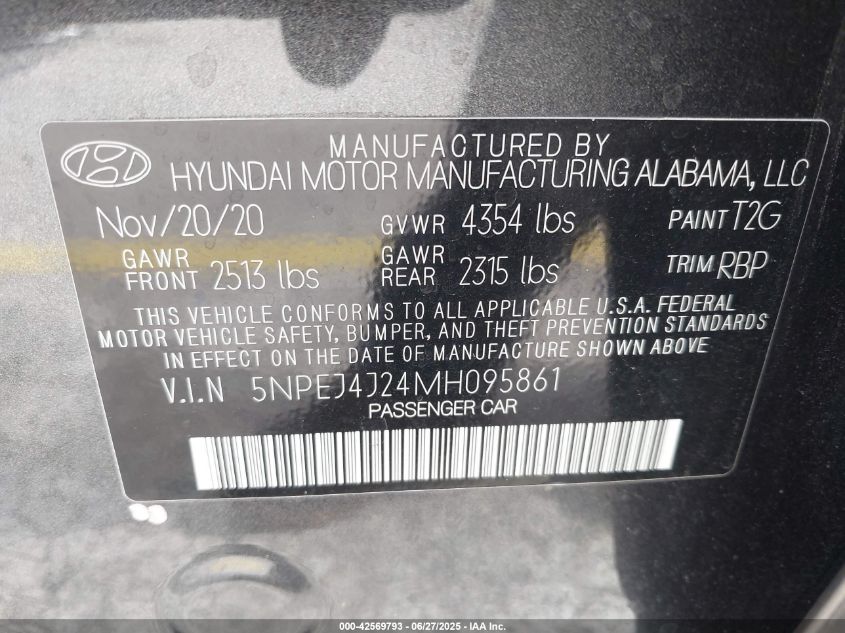 MANUFACTURED BY
HYUNDAI MOTOR MANUFACTURING ALABAMA, LLC
Nov/20/20 GVWR 4354 lbs PAINT T2G
GAWR FRONT 2513 lbs GAWR REAR 2315 lbs TRIM RBP
THIS VEHICLE CONFORMS TO ALL APPLICABLE U.S.A. FEDERAL
MOTOR VEHICLE SAFETY, BUMPER, AND THEFT PREVENTION STANDARDS
IN EFFECT ON THE DATE OF MANUFACTURE SHOWN ABOVE
V.I.N 5NPEJ4J24MH095861
PASSENGER CAR
000-42569793 - 06/27/2025 - IAA Inc.